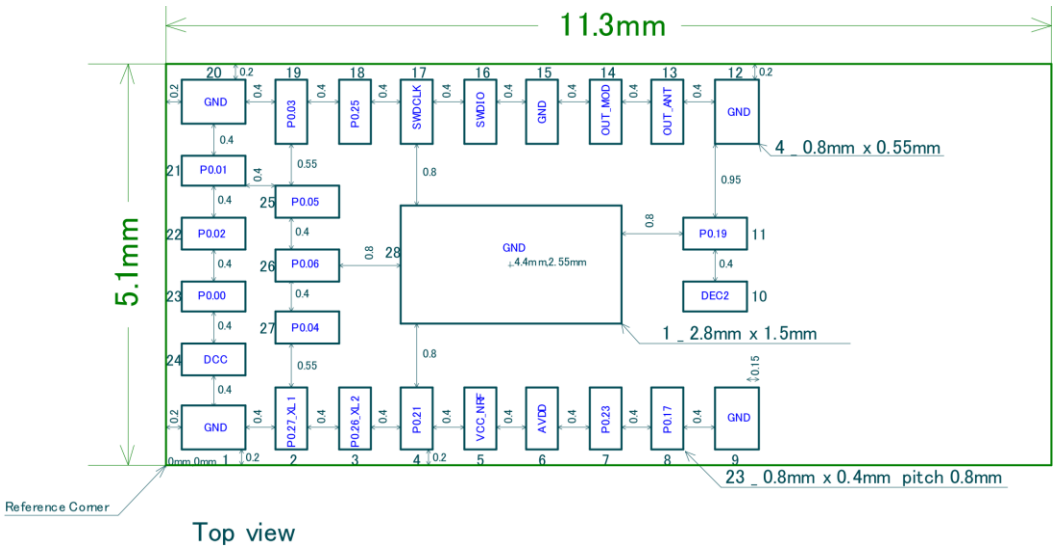 11.3mm
5.1mm
20 19 18 17 16 15 14 13 12
0.2 0.2 0.2
GND P0.03 P0.25 SWDCLK SWDIO GND OUT_MOD OUT_ANT GND
0.4 0.4 0.4 0.4 0.4 0.4 0.4 0.4
4 _ 0.8mm x 0.55mm
0.4 0.55 0.8 0.95
21 P0.01 0.4
0.4 25 P0.05
22 P0.02 0.4 0.8 28 GND 0.8 P0.19 11
4.4mm,2.55mm
0.4 26 P0.06 0.4
23 P0.00 0.4 DEC2 10
0.4 27 P0.04
1 _ 2.8mm x 1.5mm
24 DCC 0.55 0.8 0.15
0.4
0.2 GND P0.27_XL1 P0.26_XL2 P0.21 VCC_NRF AVDD P0.23 P0.17 GND
0.4 0.4 0.4 0.4 0.4 0.4 0.4 0.4
0mm,0mm 1 0.2 2 3 4 0.2 5 6 7 8 9
23 _ 0.8mm x 0.4mm pitch 0.8mm
Reference Corner
Top view